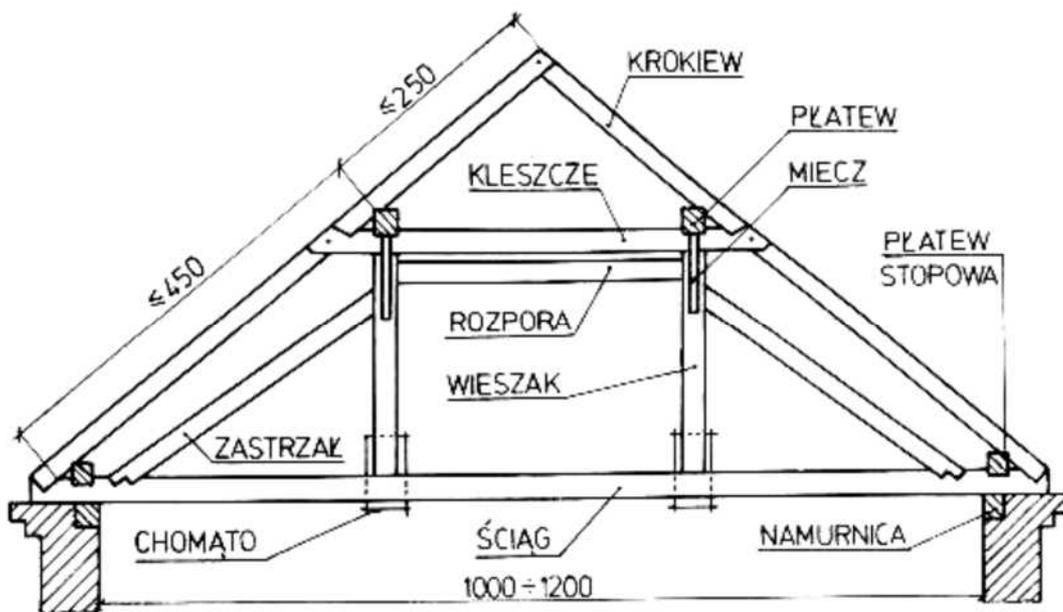 ≤250
KROKIEW
PŁATEW
KLESZCZE
MIECZ
PŁATEW
STOPOWA
≤450
ROZPORA
WIESZAK
ZASTRZAŁ
CHOMĄTO
ŚCIĄG
NAMURNICA
1000÷1200